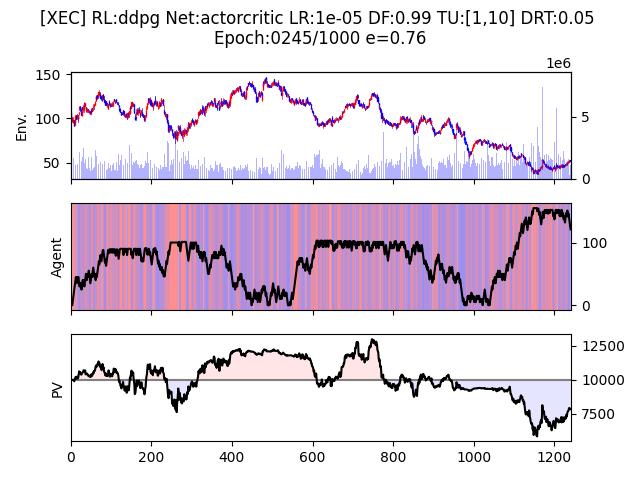 [XEC] RL:ddpg Net:actorcritic LR:1e-05 DF:0.99 TU:[1,10] DRT:0.05
Epoch:0245/1000 e=0.76
1e6
150
100
50
Env.
5
0
Agent
100
0
PV
12500
10000
7500
0 200 400 600 800 1000 1200